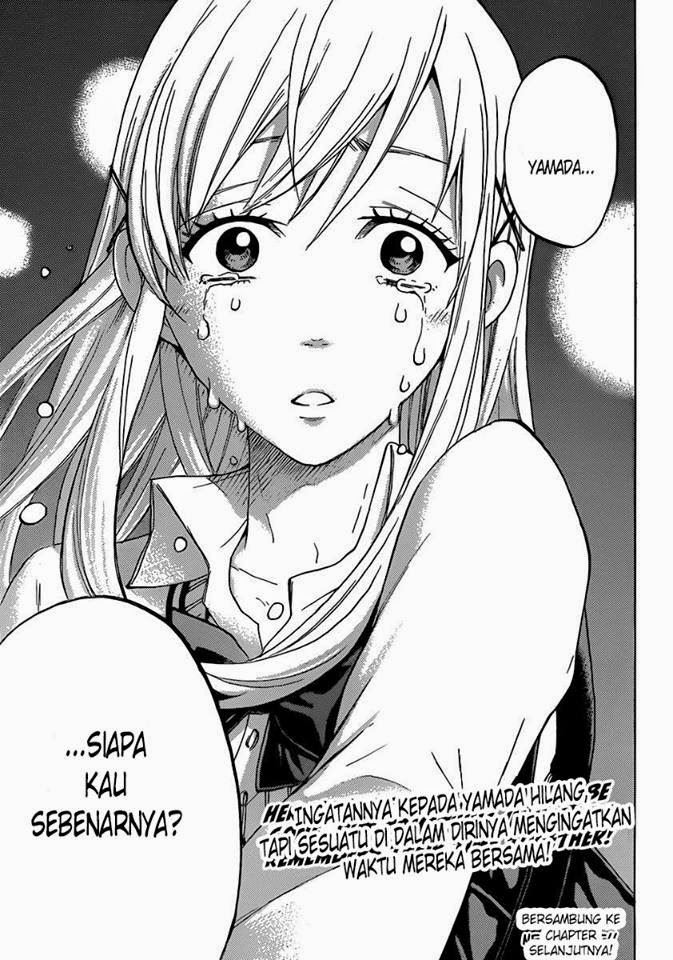 YAMADA...
...SIAPA
KAU
SEBENARNYA?
INGATANNYA KEPADA YAMADA HILANG
TAPI SESUATU DI DALAM DIRINYA MENGINGATKAN
WAKTU MEREKA BERSAMA!
BERSAMBUNG KE
CHAPTER
SELANJUTNYA!